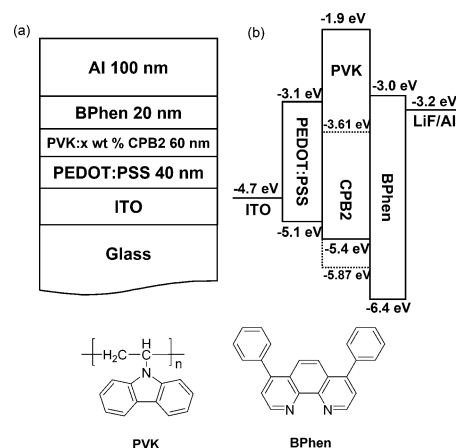 (a)
Al 100 nm
BPhen 20 nm
PVK:x wt % CPB2 60 nm
PEDOT:PSS 40 nm
ITO
Glass
(b)
-1.9 eV
PVK
-3.1 eV
-3.0 eV
-3.2 eV
LiF/Al
-3.61 eV
PEDOT:PSS
CPB2
BPhen
-4.7 eV
ITO
-5.1 eV
-5.4 eV
-5.87 eV
-6.4 eV
H
H₂C
C
n
N
N
N
PVK
BPhen